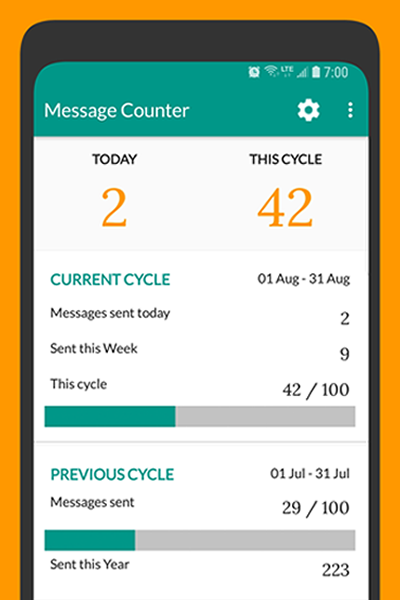 LTE 7:00
Message Counter
TODAY THIS CYCLE
2 42
CURRENT CYCLE 01 Aug - 31 Aug
Messages sent today 2
Sent this Week 9
This cycle 42 / 100
PREVIOUS CYCLE 01 Jul - 31 Jul
Messages sent 29 / 100
Sent this Year 223